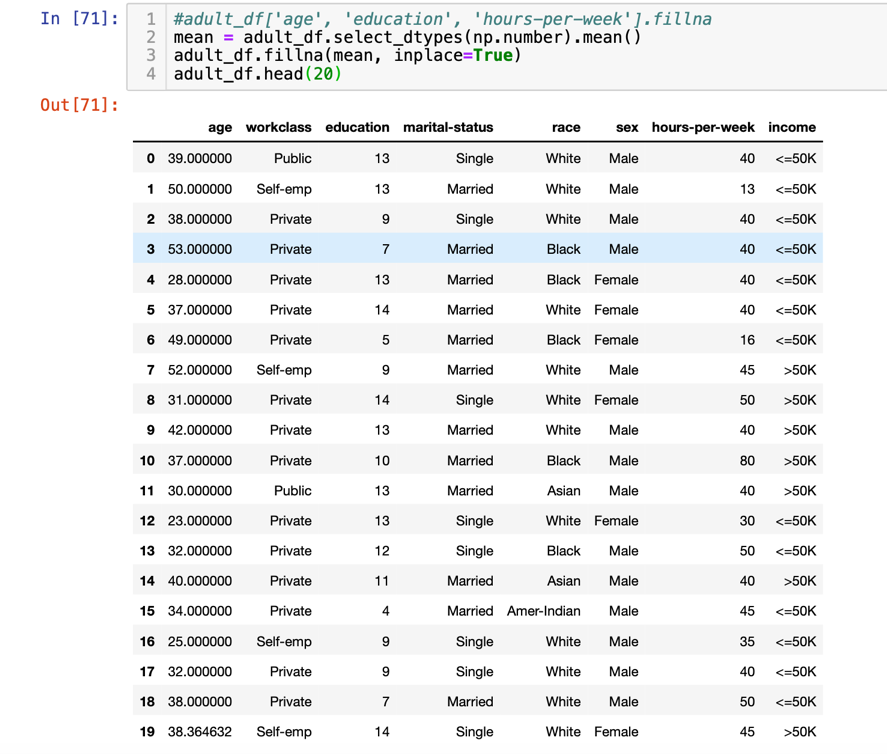 In [71]:
1 #adult_df['age', 'education', 'hours-per-week'].fillna
2 mean = adult_df.select_dtypes(np.number).mean()
3 adult_df.fillna(mean, inplace=True)
4 adult_df.head(20)
Out[71]:
age workclass education marital-status race sex hours-per-week income
0 39.000000 Public 13 Single White Male 40 <=50K
1 50.000000 Self-emp 13 Married White Male 13 <=50K
2 38.000000 Private 9 Single White Male 40 <=50K
3 53.000000 Private 7 Married Black Male 40 <=50K
4 28.000000 Private 13 Married Black Female 40 <=50K
5 37.000000 Private 14 Married White Female 40 <=50K
6 49.000000 Private 5 Married Black Female 16 <=50K
7 52.000000 Self-emp 9 Married White Male 45 >50K
8 31.000000 Private 14 Single White Female 50 >50K
9 42.000000 Private 13 Married White Male 40 >50K
10 37.000000 Private 10 Married Black Male 80 >50K
11 30.000000 Public 13 Married Asian Male 40 >50K
12 23.000000 Private 13 Single White Female 30 <=50K
13 32.000000 Private 12 Single Black Male 50 <=50K
14 40.000000 Private 11 Married Asian Male 40 >50K
15 34.000000 Private 4 Married Amer-Indian Male 45 <=50K
16 25.000000 Self-emp 9 Single White Male 35 <=50K
17 32.000000 Private 9 Single White Male 40 <=50K
18 38.000000 Private 7 Married White Male 50 <=50K
19 38.364632 Self-emp 14 Single White Female 45 >50K